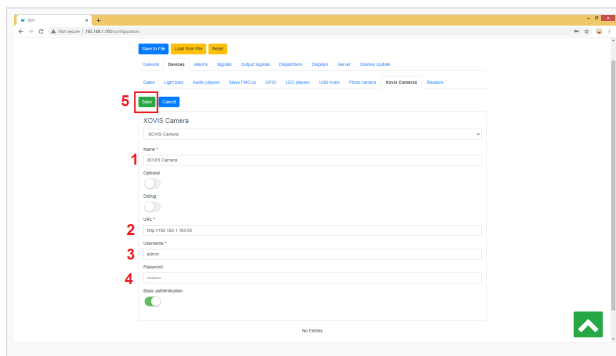 Not secure | 192.168.1.100/configuration
Save to File Load from File Reset
General Devices Alarms Signals Output Signals Dispatchers Displays Server Games Update
Gates Light bars Audio players Slave FMCUs GPIO LED players USB Hubs Photo camera Xovis Cameras Readers
5 Save Cancel
XOVIS Camera
XOVIS Camera
Name *
1 XOVIS Camera
Optional
Debug
URL *
2 http://192.168.1.103:80
Username *
3 admin
Password
4 ••••••••
Basic authentication
No Entries.